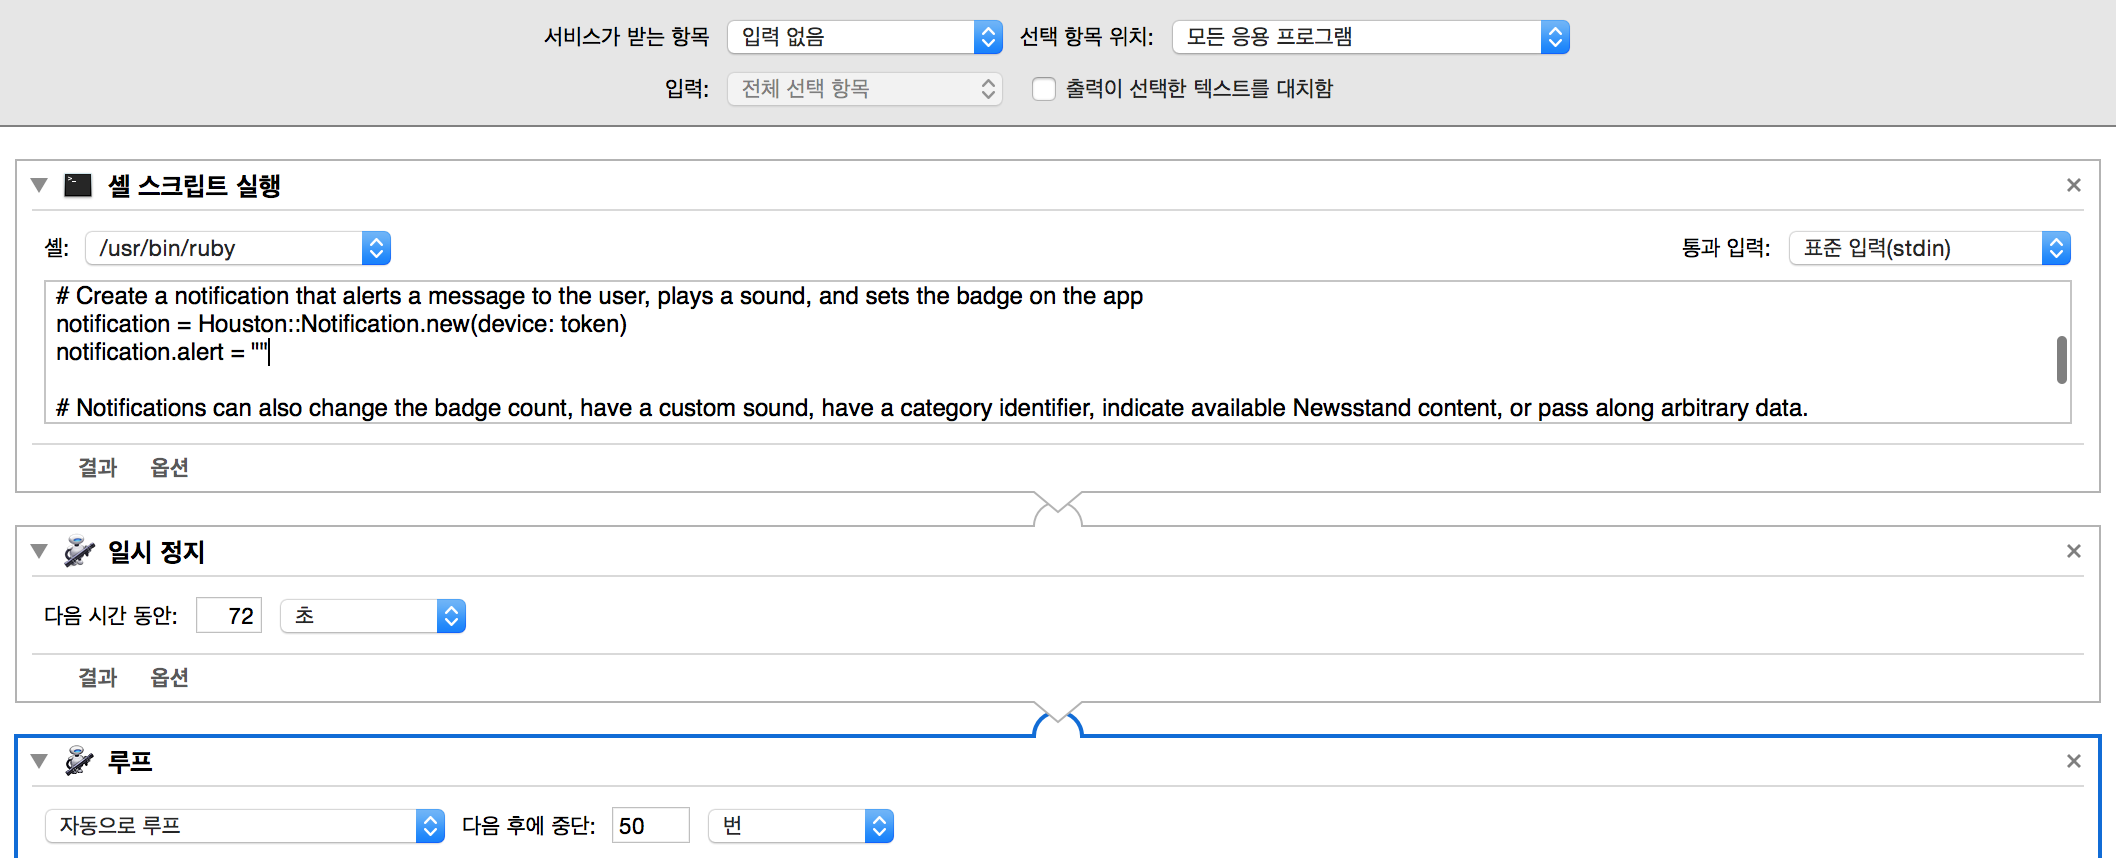 서비스가 받는 항목 입력 없음 선택 항목 위치: 모든 응용 프로그램
입력: 전체 선택 항목 출력이 선택한 텍스트를 대치함
셸 스크립트 실행
셸: /usr/bin/ruby 통과 입력: 표준 입력(stdin)
# Create a notification that alerts a message to the user, plays a sound, and sets the badge on the app
notification = Houston::Notification.new(device: token)
notification.alert = ""
# Notifications can also change the badge count, have a custom sound, have a category identifier, indicate available Newsstand content, or pass along arbitrary data.
결과 옵션
일시 정지
다음 시간 동안: 72 초
결과 옵션
루프
자동으로 루프 다음 후에 중단: 50 번